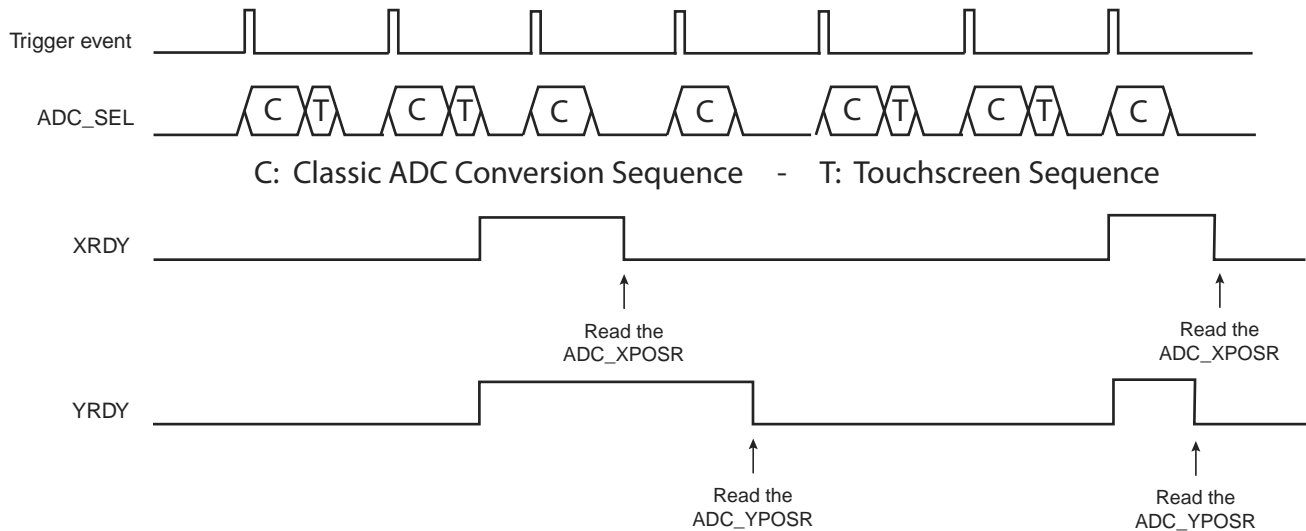 Trigger event
ADC_SEL
C T C T C C C T C T C
C: Classic ADC Conversion Sequence - T: Touchscreen Sequence
XRDY
Read the
ADC_XPOSR
Read the
ADC_XPOSR
YRDY
Read the
ADC_YPOSR
Read the
ADC_YPOSR